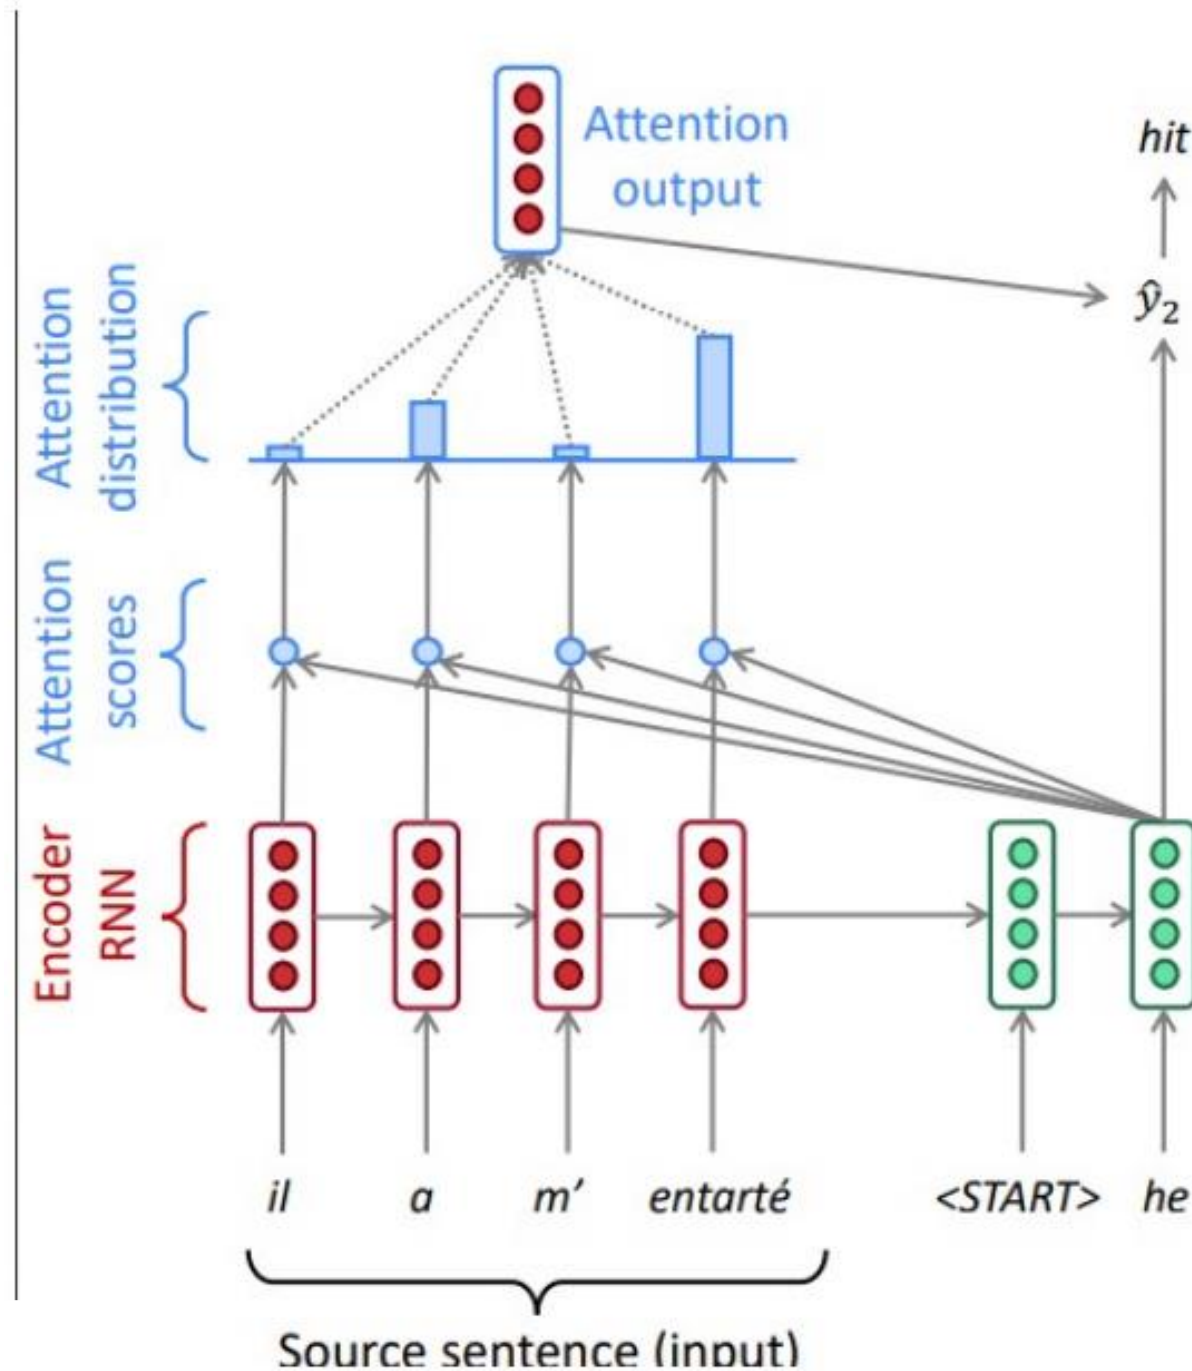 Attention
output
hit
ŷ₂
Attention
distribution
Attention
scores
Encoder
RNN
il a m’ entarté <START> he
Source sentence (input)